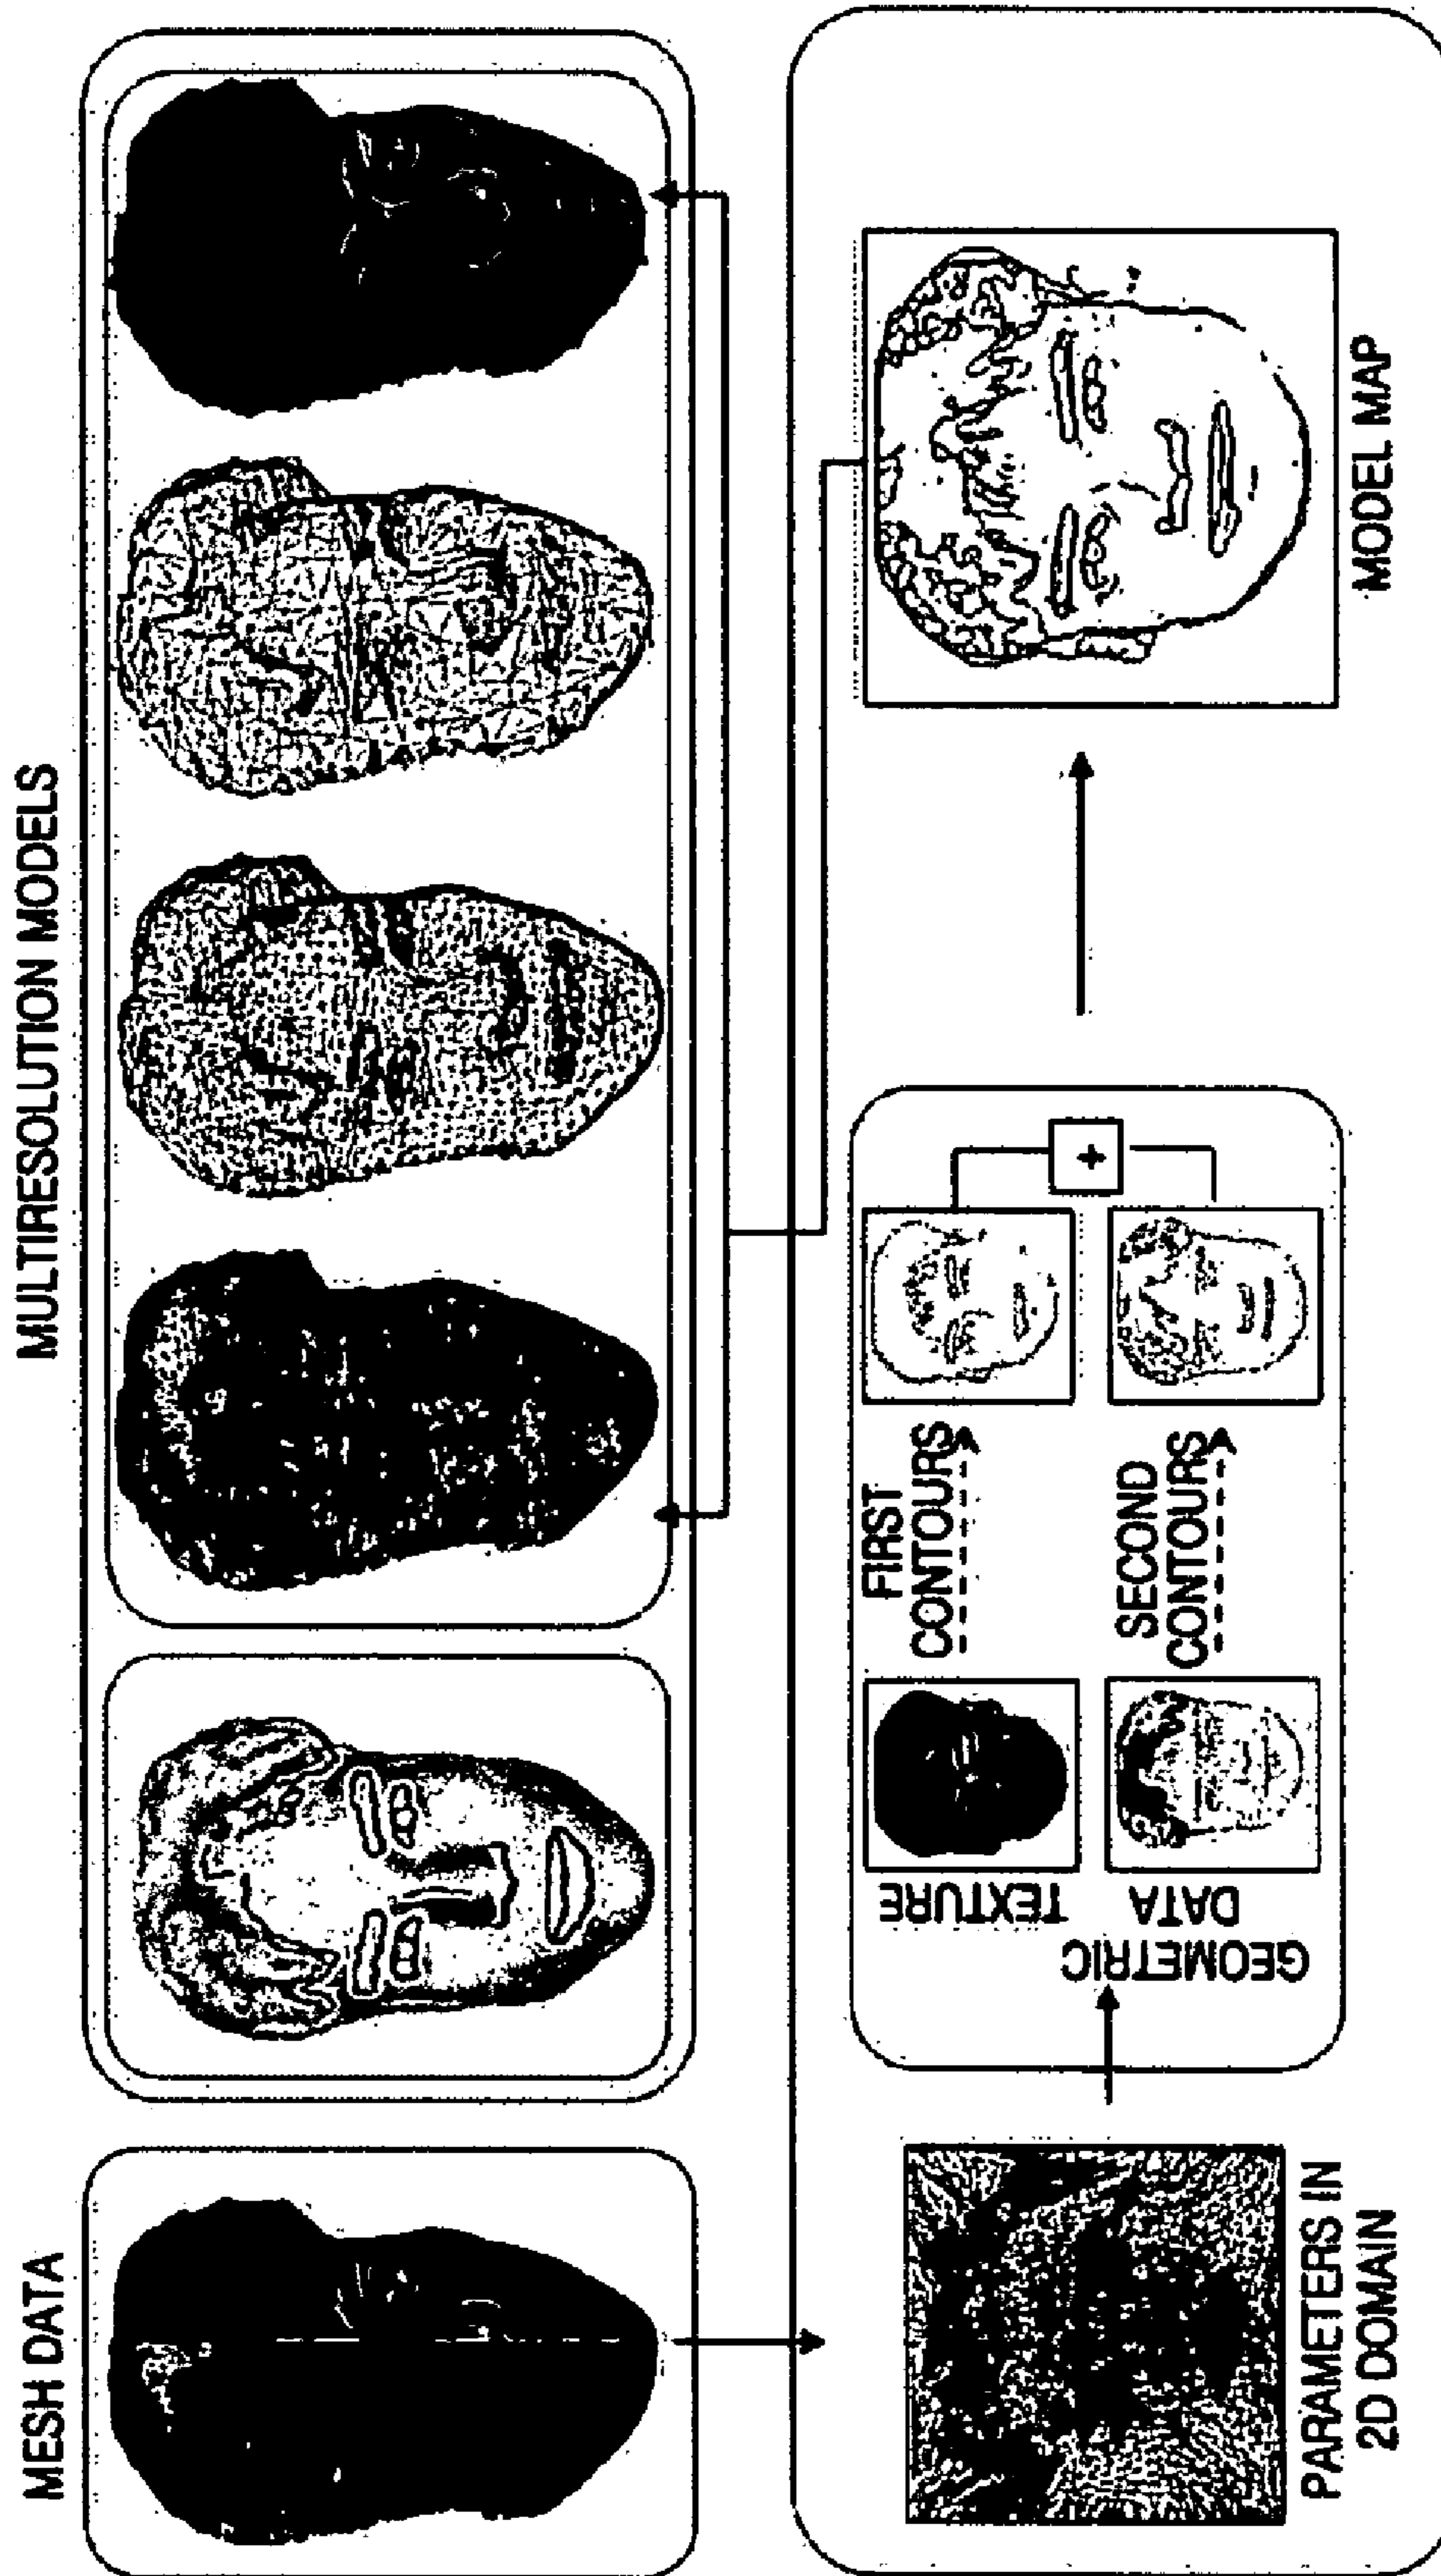 MESH DATA
MULTIRESOLUTION MODELS
PARAMETERS IN
2D DOMAIN
TEXTURE
GEOMETRIC
DATA
FIRST
CONTOURS
SECOND
CONTOURS
+
MODEL MAP